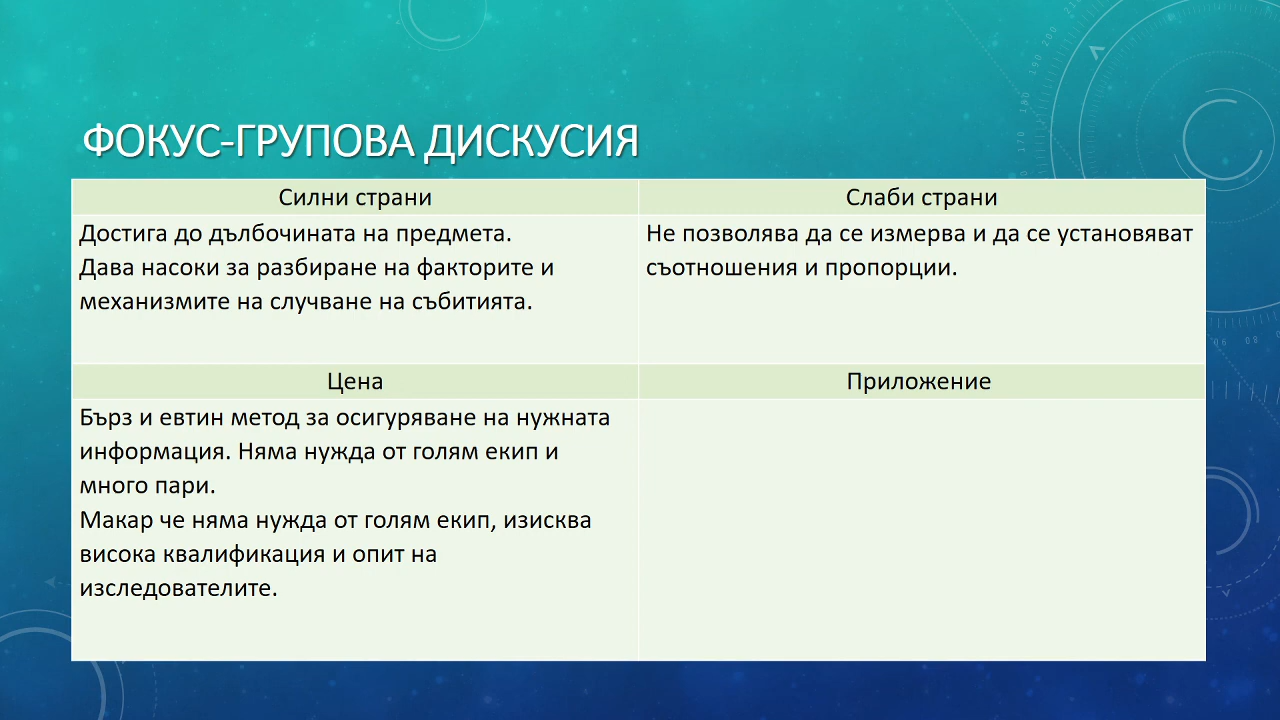 ФОКУС-ГРУПОВА ДИСКУСИЯ
Силни страни
Слаби страни
Достига до дълбочината на предмета.
Дава насоки за разбиране на факторите и
механизмите на случване на събитията.
Не позволява да се измерва и да се установяват
съотношения и пропорции.
Цена
Приложение
Бърз и евтин метод за осигуряване на нужната
информация. Няма нужда от голям екип и
много пари.
Макар че няма нужда от голям екип, изисква
висока квалификация и опит на
изследователите.